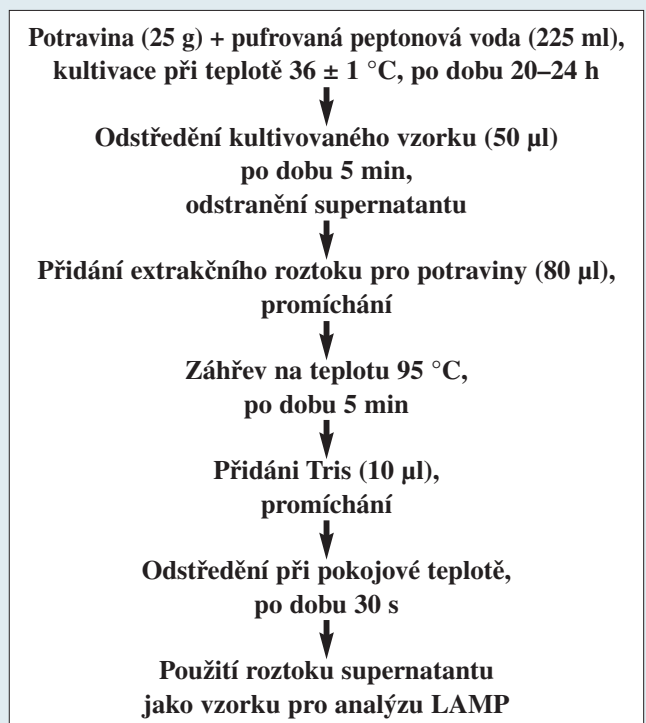 Potravina (25 g) + pufrovaná peptonová voda (225 ml),
kultivace při teplotě 36 ± 1 °C, po dobu 20–24 h
Odstředění kultivovaného vzorku (50 µl)
po dobu 5 min,
odstranění supernatantu
Přidání extrakčního roztoku pro potraviny (80 µl),
promíchání
Záhřev na teplotu 95 °C,
po dobu 5 min
Přidáni Tris (10 µl),
promíchání
Odstředění při pokojové teplotě,
po dobu 30 s
Použití roztoku supernatantu
jako vzorku pro analýzu LAMP